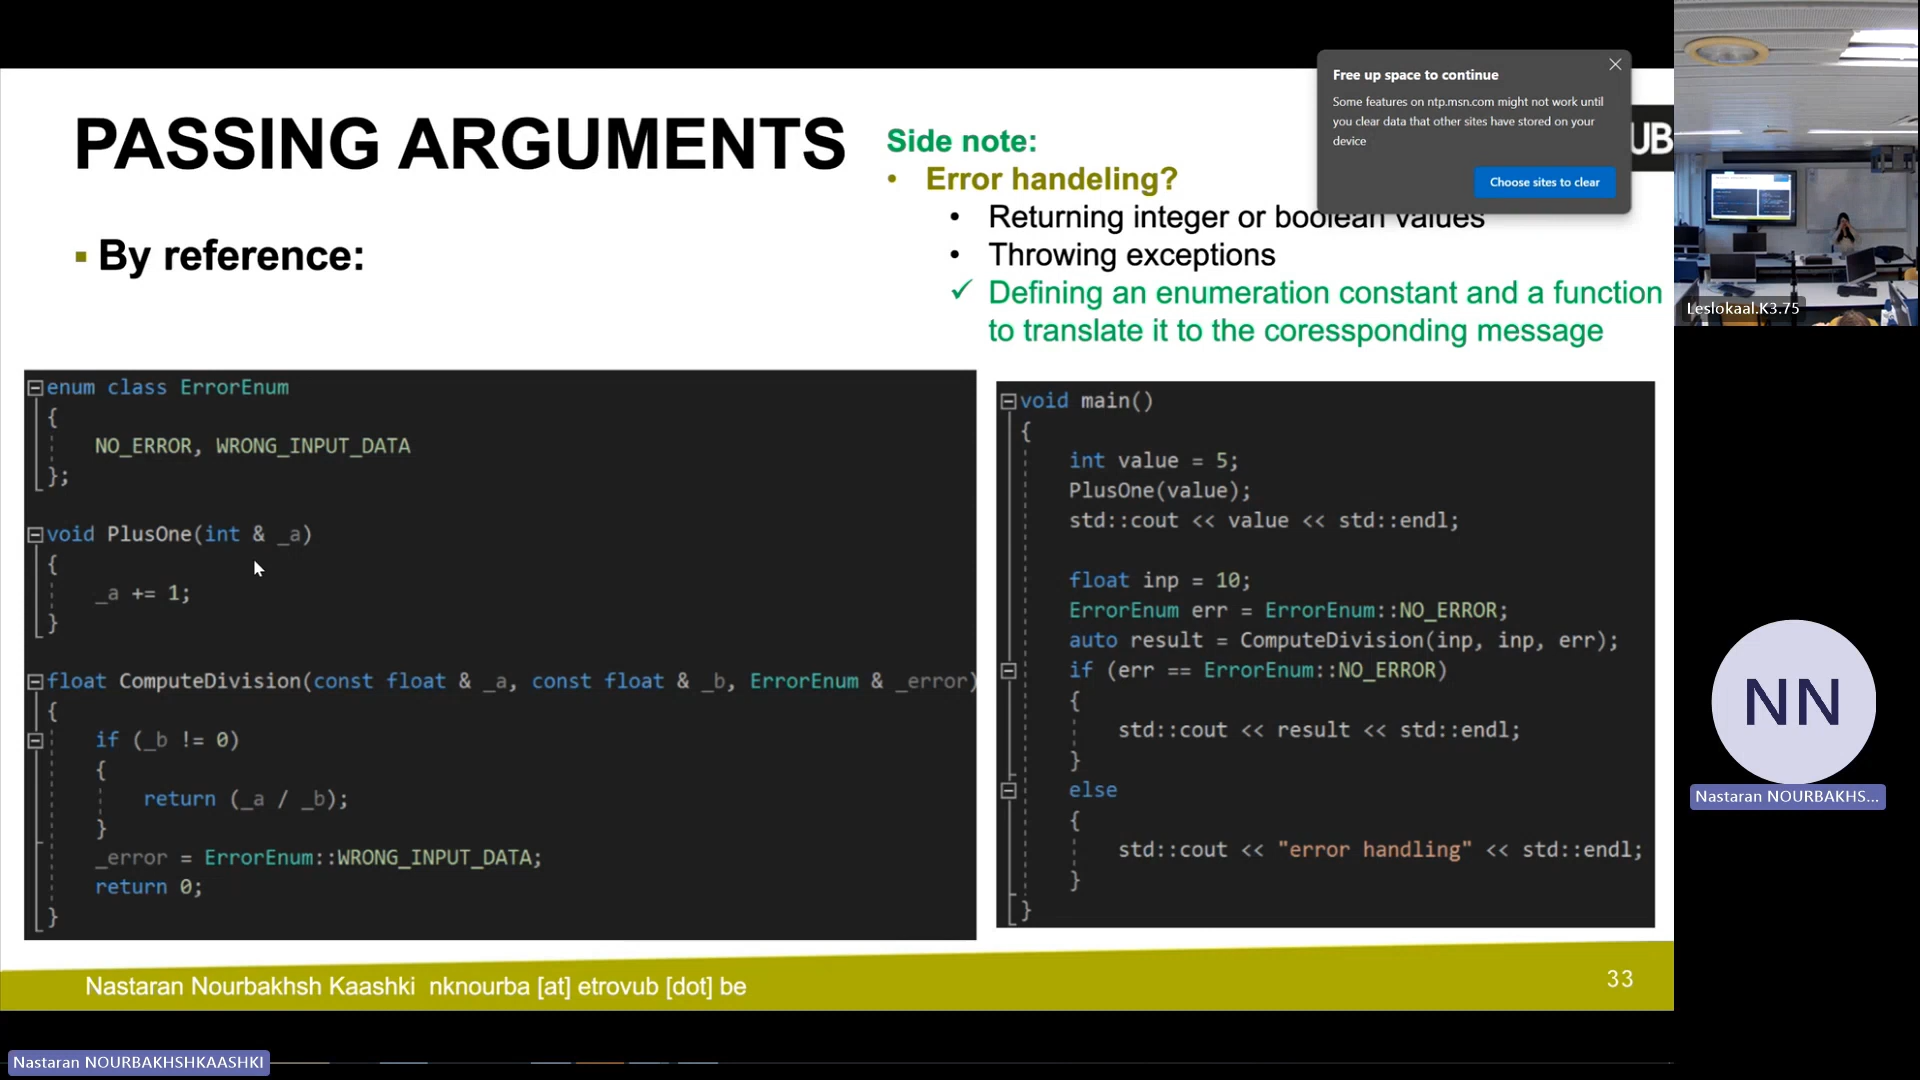 PASSING ARGUMENTS
▪ By reference:
Side note:
• Error handeling?
• Returning integer or boolean values
• Throwing exceptions
✓ Defining an enumeration constant and a function
to translate it to the coressponding message
Free up space to continue
Some features on ntp.msn.com might not work until
you clear data that other sites have stored on your
device
Choose sites to clear
UB
enum class ErrorEnum
{
NO_ERROR, WRONG_INPUT_DATA
};
void PlusOne(int & _a)
{
_a += 1;
}
float ComputeDivision(const float & _a, const float & _b, ErrorEnum & _error)
{
if (_b != 0)
{
return (_a / _b);
}
_error = ErrorEnum::WRONG_INPUT_DATA;
return 0;
}
void main()
{
int value = 5;
PlusOne(value);
std::cout << value << std::endl;
float inp = 10;
ErrorEnum err = ErrorEnum::NO_ERROR;
auto result = ComputeDivision(inp, inp, err);
if (err == ErrorEnum::NO_ERROR)
{
std::cout << result << std::endl;
}
else
{
std::cout << "error handling" << std::endl;
}
}
Nastaran Nourbakhsh Kaashki nknourba [at] etrovub [dot] be
33
Leslokaal.K3.75
NN
Nastaran NOURBAKHS...
Nastaran NOURBAKHSHKAASHKI